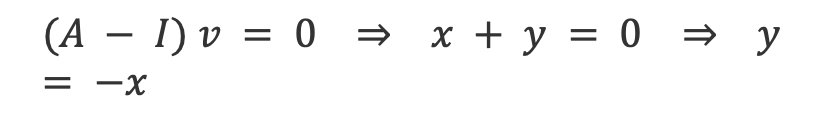 (A − I) v = 0 ⇒ x + y = 0 ⇒ y
= −x